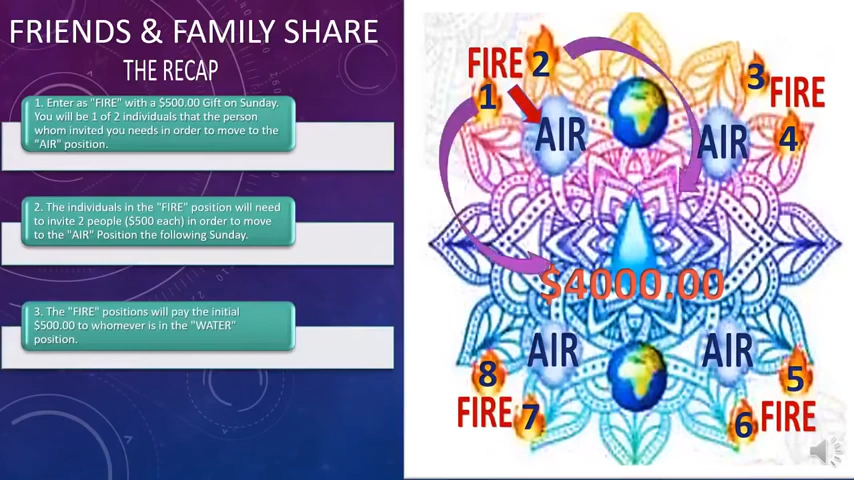 FRIENDS & FAMILY SHARE
THE RECAP
1. Enter as "FIRE" with a $500.00 Gift on Sunday.
You will be 1 of 2 individuals that the person
whom invited you needs in order to move to the
"AIR" position.
2. The individuals in the "FIRE" position will need
to invite 2 people ($500 each) in order to move
to the "AIR" Position the following Sunday.
3. The "FIRE" positions will pay the initial
$500.00 to whomever is in the "WATER"
position.
FIRE 2
1
AIR
3
FIRE
AIR 4
$4000.00
AIR
AIR
8
5
FIRE 7
6 FIRE